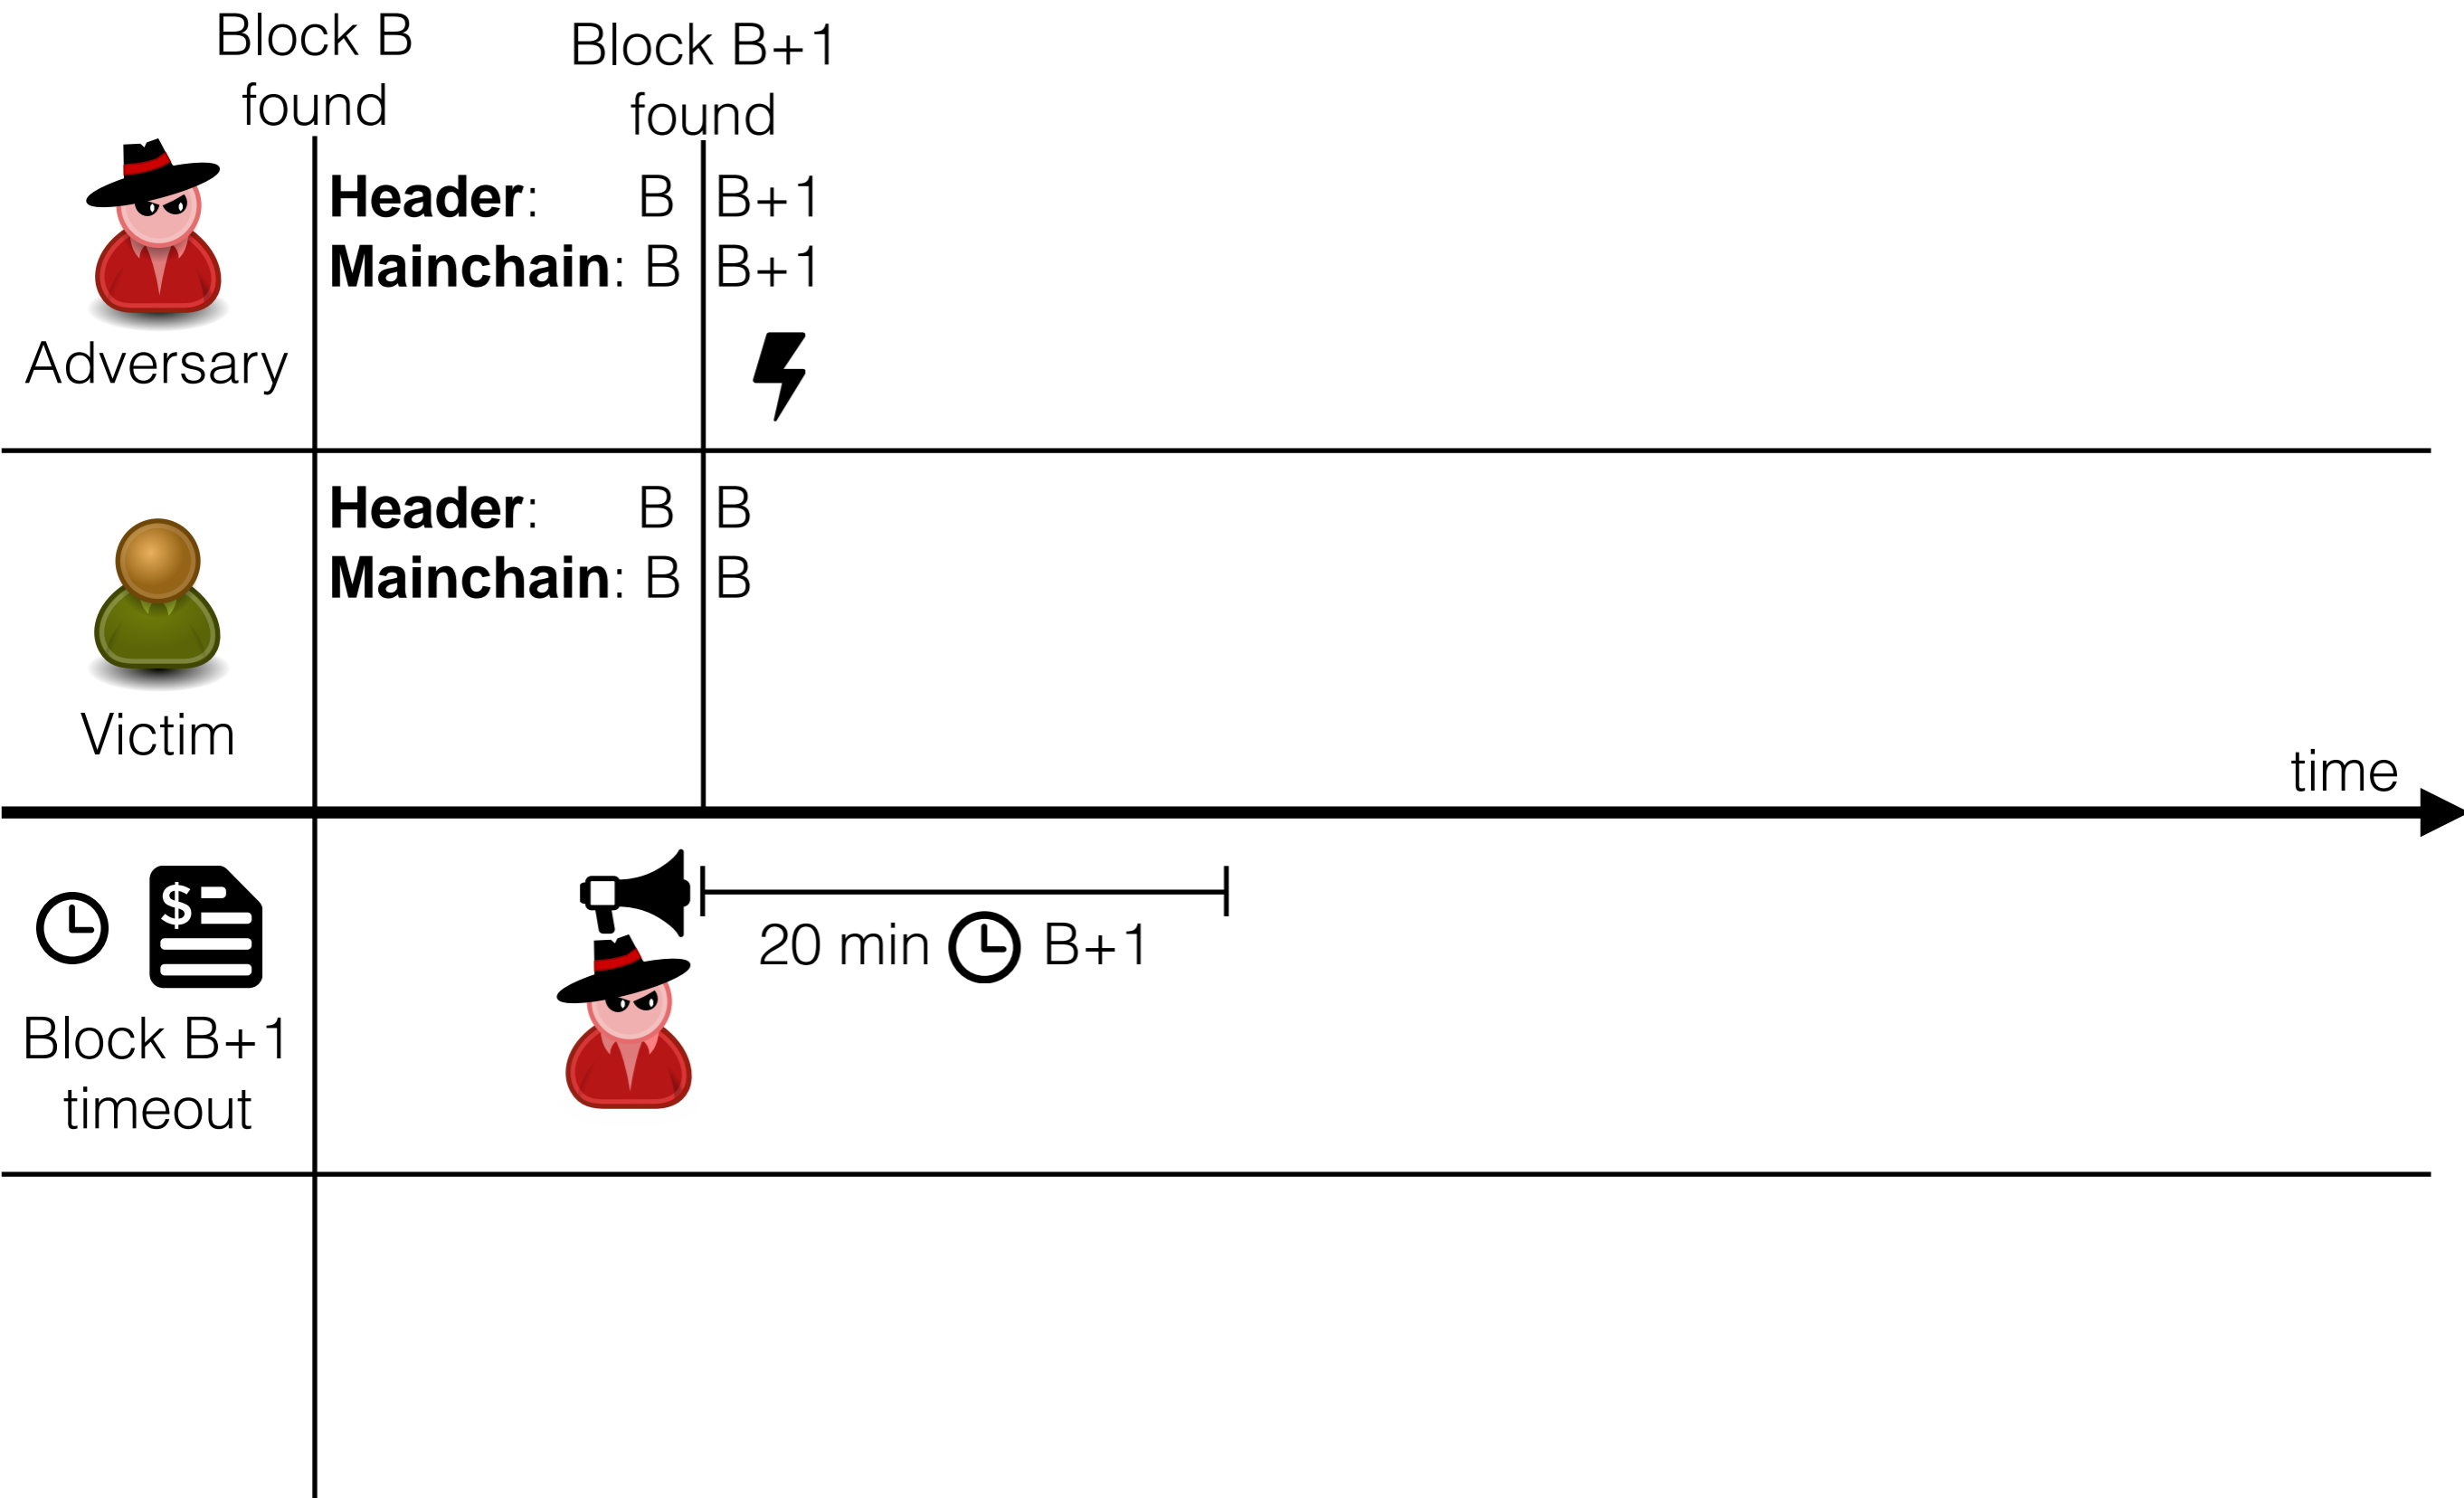 Block B
found
Block B+1
found
Header: B B+1
Mainchain: B B+1
Adversary
Header: B B
Mainchain: B B
Victim
time
$
20 min B+1
Block B+1
timeout